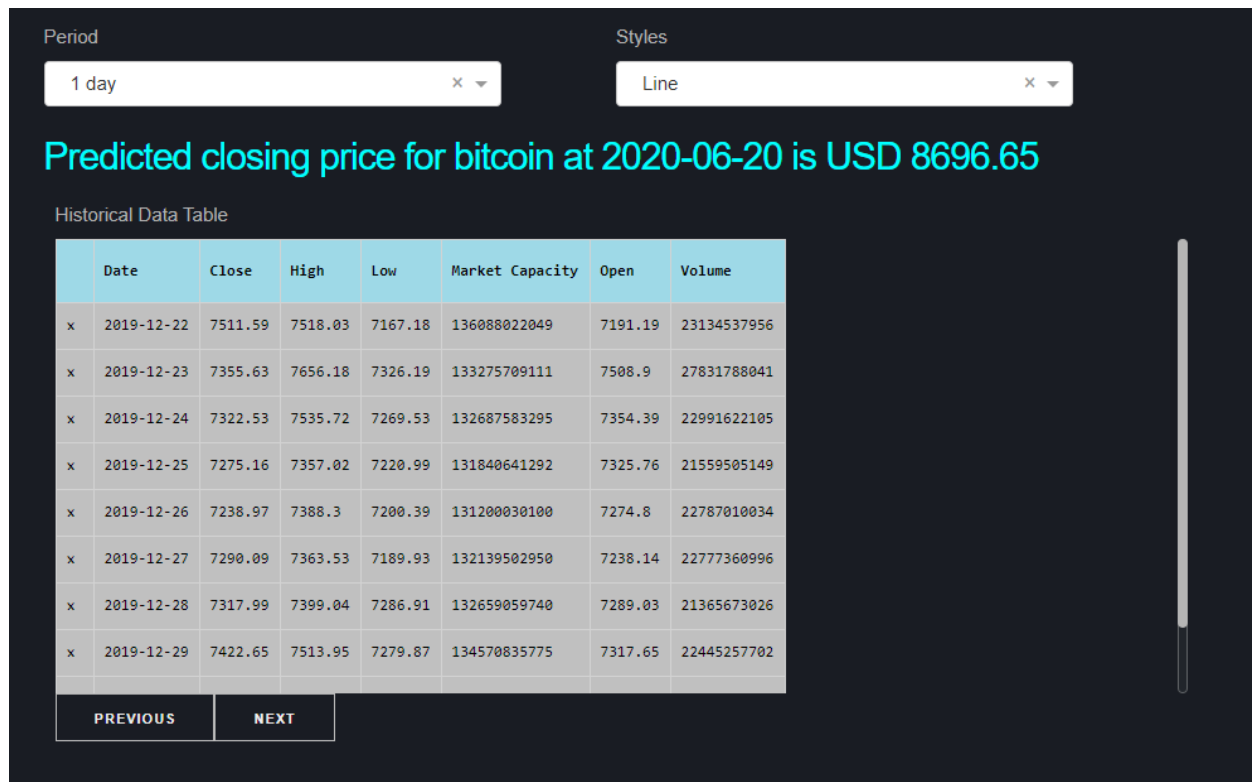 Period Styles
1 day × Line ×
Predicted closing price for bitcoin at 2020-06-20 is USD 8696.65
Historical Data Table
Date Close High Low Market Capacity Open Volume
x 2019-12-22 7511.59 7518.03 7167.18 136088022049 7191.19 23134537956
x 2019-12-23 7355.63 7656.18 7326.19 133275709111 7508.9 27831788041
x 2019-12-24 7322.53 7535.72 7269.53 132687583295 7354.39 22991622105
x 2019-12-25 7275.16 7357.02 7220.99 131840641292 7325.76 21559505149
x 2019-12-26 7238.97 7388.3 7200.39 131200030100 7274.8 22787010034
x 2019-12-27 7290.09 7363.53 7189.93 132139502950 7238.14 22777360996
x 2019-12-28 7317.99 7399.04 7286.91 132659059740 7289.03 21365673026
x 2019-12-29 7422.65 7513.95 7279.87 134570835775 7317.65 22445257702
PREVIOUS NEXT